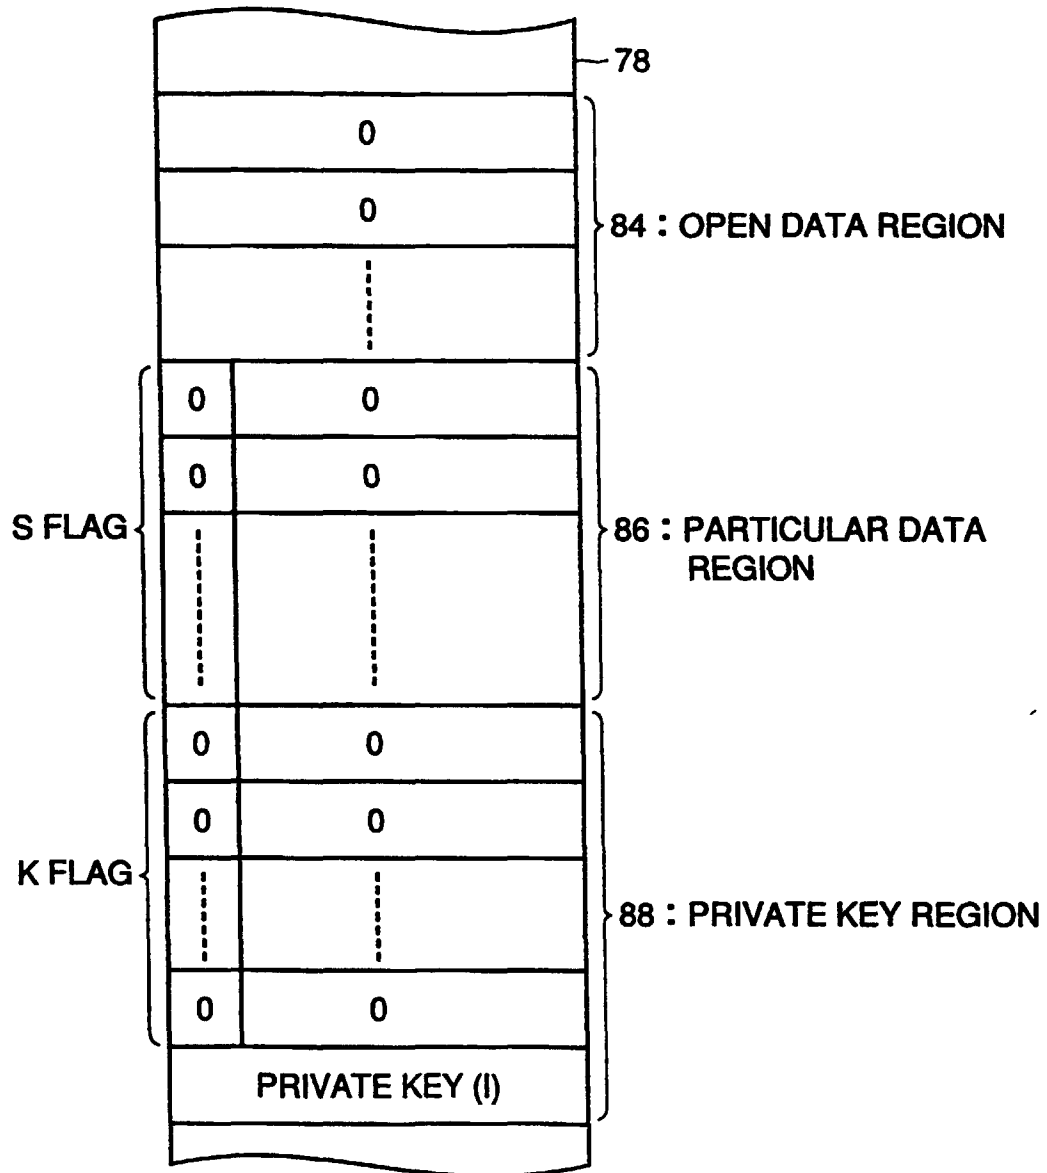 78
0
0
84 : OPEN DATA REGION
0 0
0 0
S FLAG
86 : PARTICULAR DATA
REGION
0 0
0 0
K FLAG
88 : PRIVATE KEY REGION
0 0
PRIVATE KEY (I)